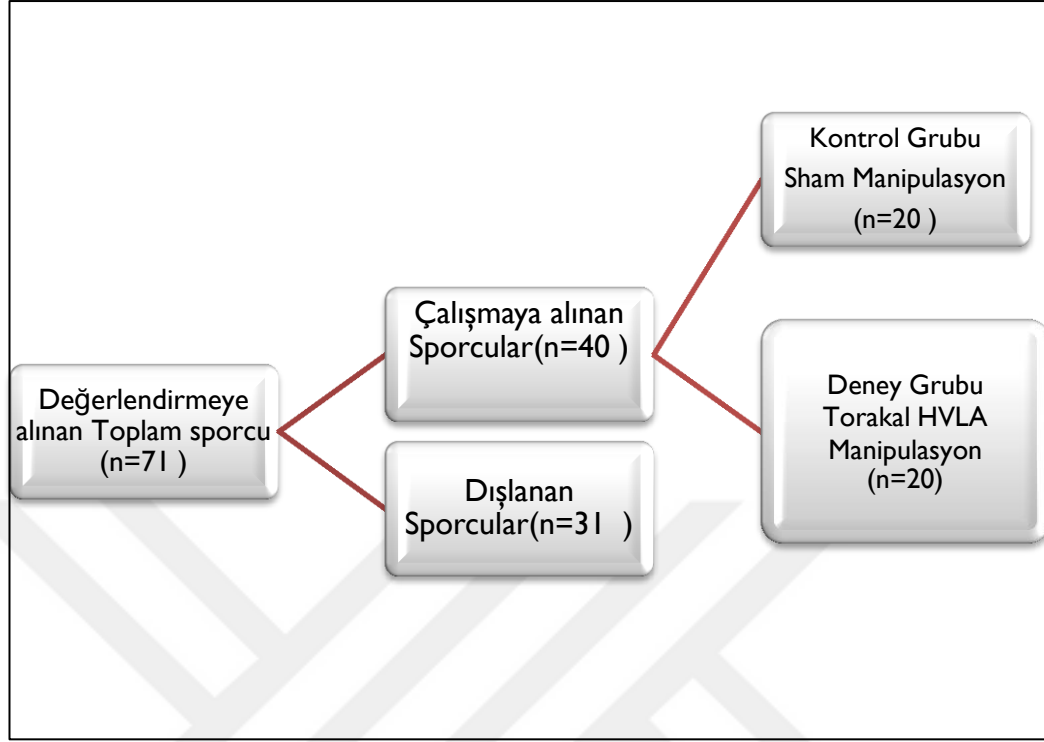 Değerlendirmeye
alınan Toplam sporcu
(n=71 )
Çalışmaya alınan
Sporcular(n=40 )
Dışlanan
Sporcular(n=31  )
Kontrol Grubu
Sham Manipulasyon
(n=20 )
Deney Grubu
Torakal HVLA
Manipulasyon
(n=20)